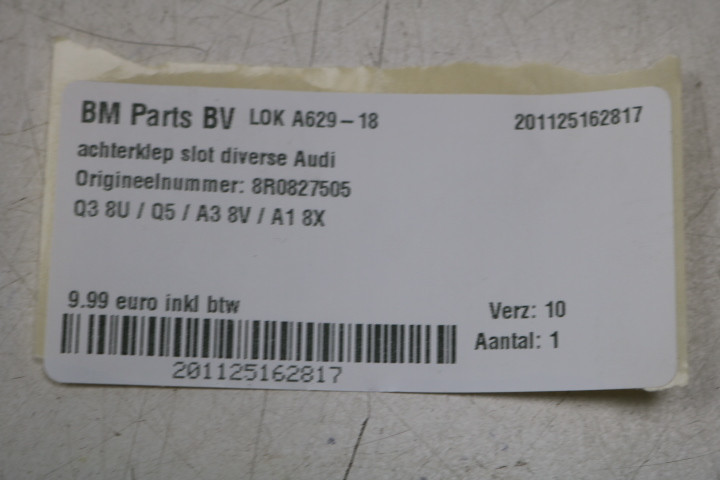 BM Parts BV LOK A629-18 201125162817
achterklep slot diverse Audi
Origineelnummer: 8R0827505
Q3 8U / Q5 / A3 8V / A1 8X
9.99 euro inkl btw Verz: 10
Aantal: 1
201125162817